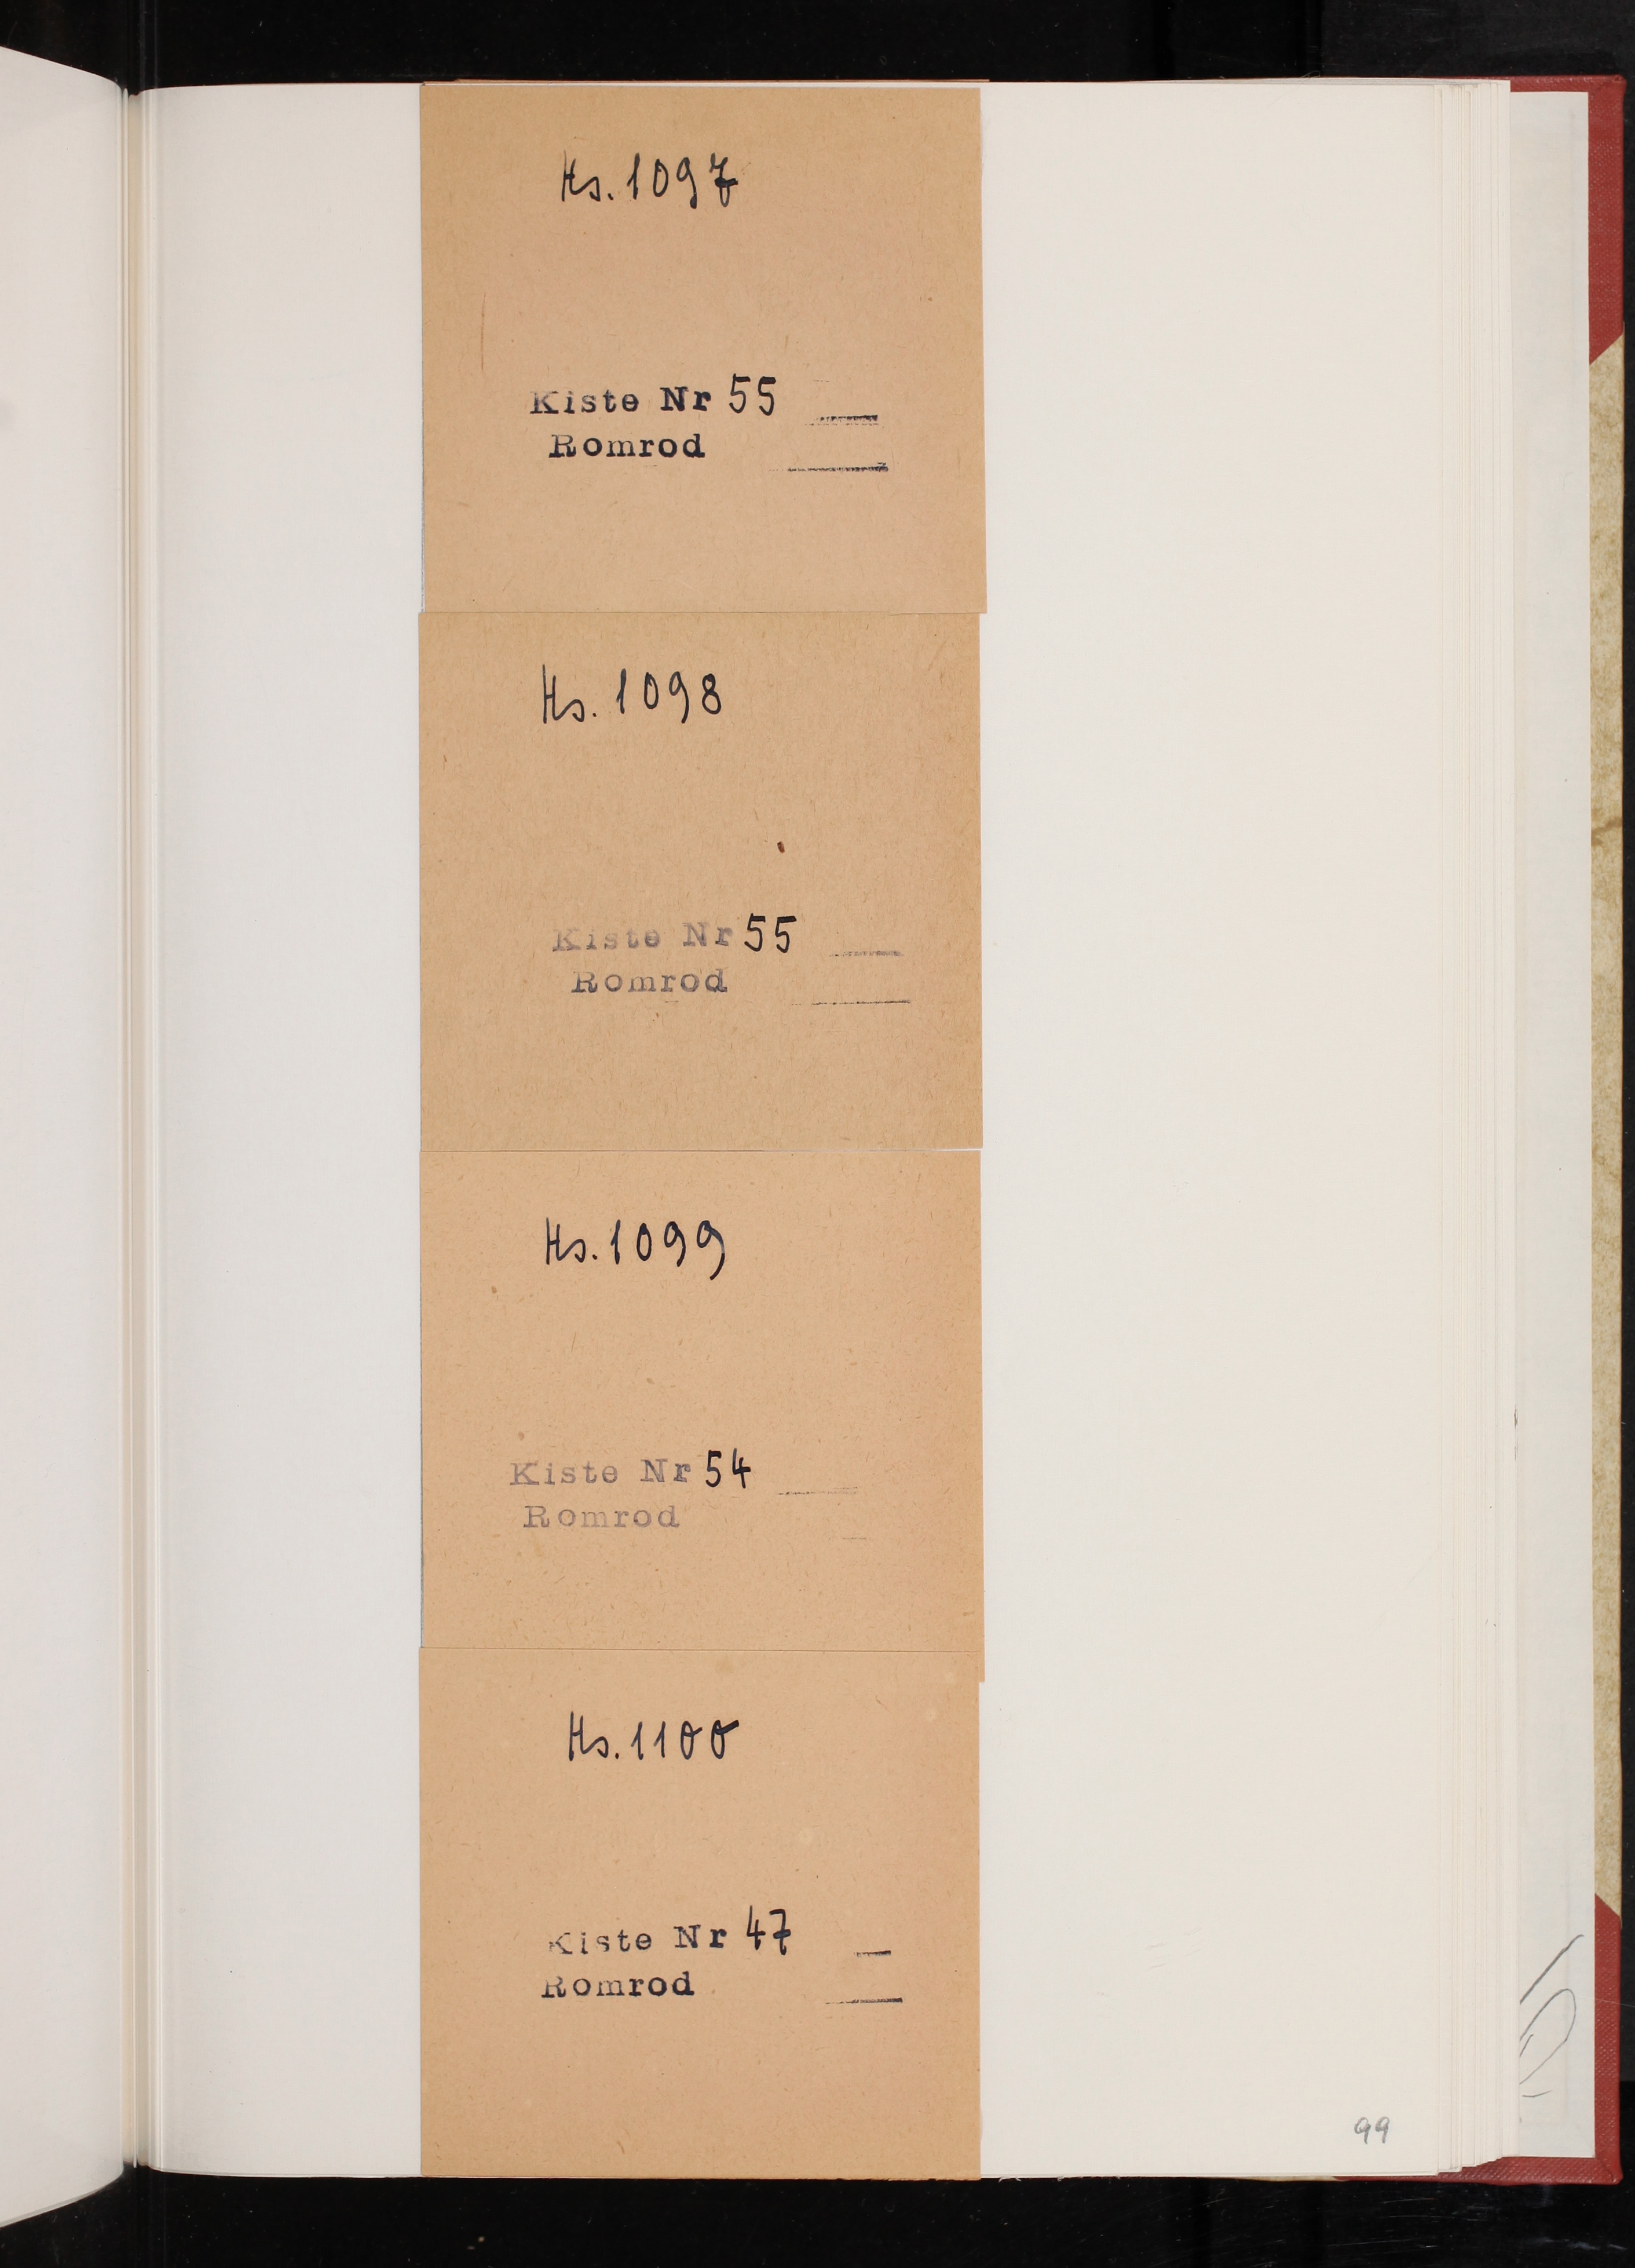 Hs. 1097
Kiste Nr 55
Romrod
Hs. 1098
Kiste Nr 55
Romrod
Hs. 1099
Kiste Nr 54
Romrod
Hs. 1100
Kiste Nr 47
Romrod
99